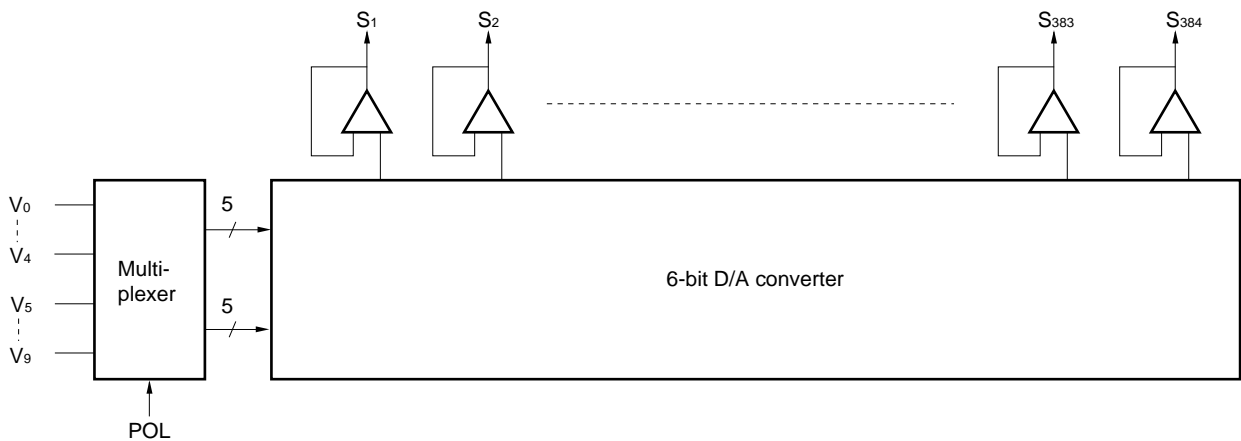 S1 S2 S383 S384
V0
V4
V5
V9
Multi-
plexer
5
5
6-bit D/A converter
POL